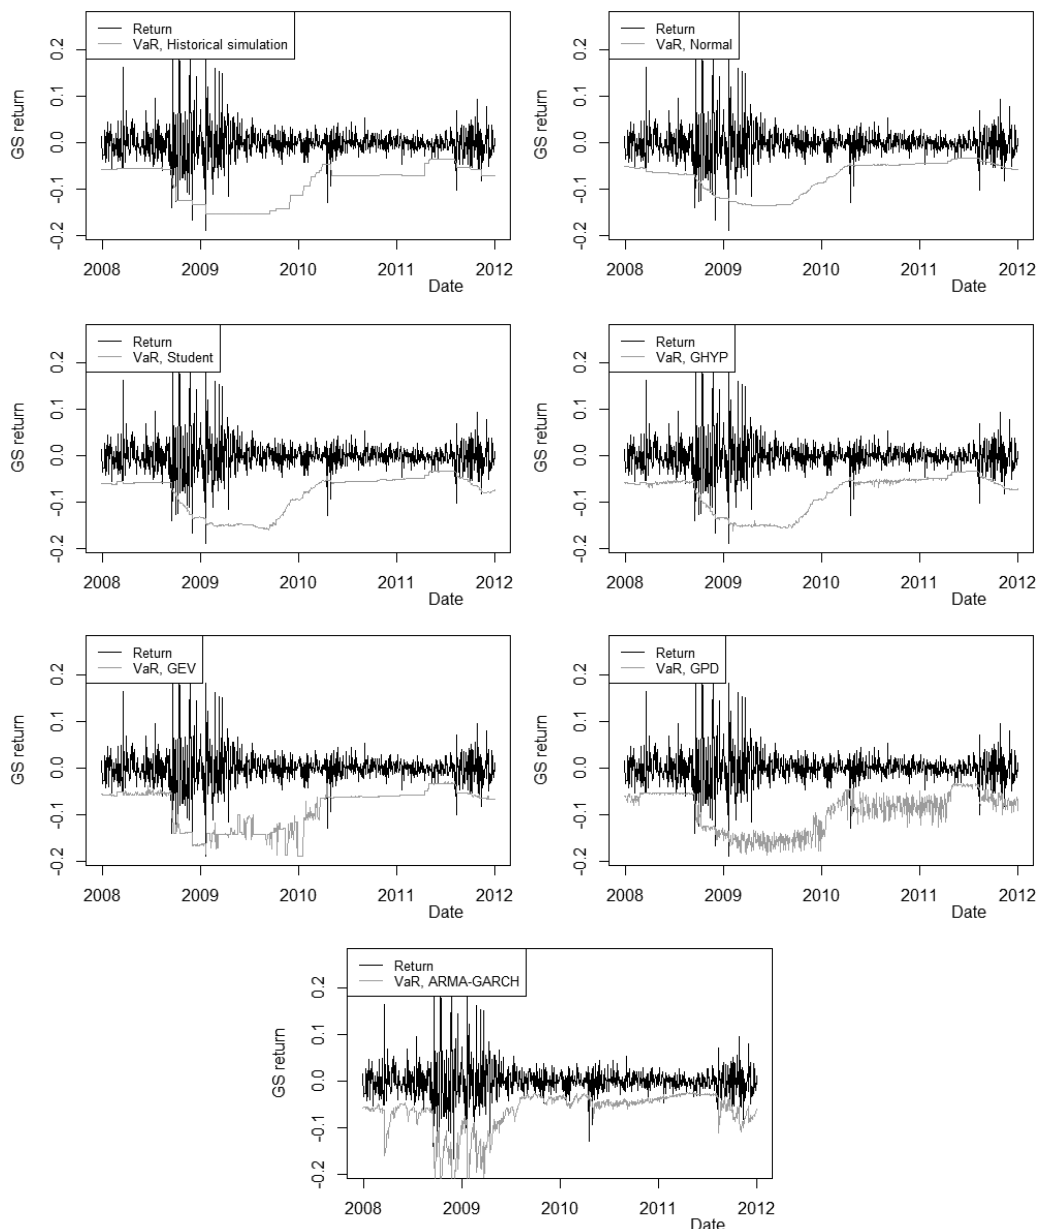 Return
VaR, Historical simulation
GS return
0.2
0.1
0.0
-0.1
-0.2
2008 2009 2010 2011 2012
Date
Return
VaR, Normal
GS return
0.2
0.1
0.0
-0.1
-0.2
2008 2009 2010 2011 2012
Date
Return
VaR, Student
GS return
0.2
0.1
0.0
-0.1
-0.2
2008 2009 2010 2011 2012
Date
Return
VaR, GHYP
GS return
0.2
0.1
0.0
-0.1
-0.2
2008 2009 2010 2011 2012
Date
Return
VaR, GEV
GS return
0.2
0.1
0.0
-0.1
-0.2
2008 2009 2010 2011 2012
Date
Return
VaR, GPD
GS return
0.2
0.1
0.0
-0.1
-0.2
2008 2009 2010 2011 2012
Date
Return
VaR, ARMA-GARCH
GS return
0.2
0.1
0.0
-0.1
-0.2
2008 2009 2010 2011 2012
Date